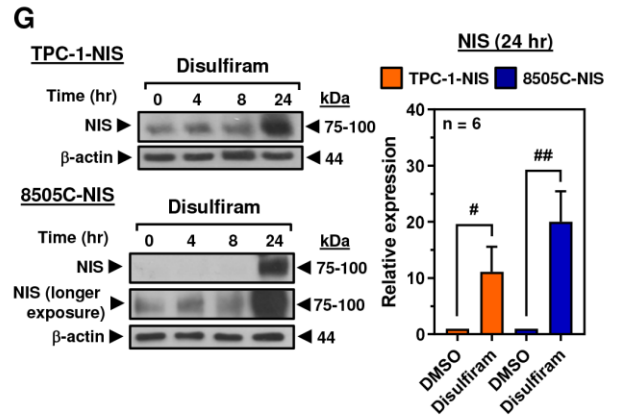 G
TPC-1-NIS
Disulfiram
Time (hr) 0 4 8 24 kDa
NIS ▶ ◀ 75-100
β-actin ▶ ◀ 44
8505C-NIS
Disulfiram
Time (hr) 0 4 8 24 kDa
NIS ▶ ◀ 75-100
NIS (longer
exposure) ▶ ◀ 75-100
β-actin ▶ ◀ 44
NIS (24 hr)
TPC-1-NIS 8505C-NIS
n = 6
Relative expression
40
30
20
10
0
#
##
DMSO
Disulfiram
DMSO
Disulfiram